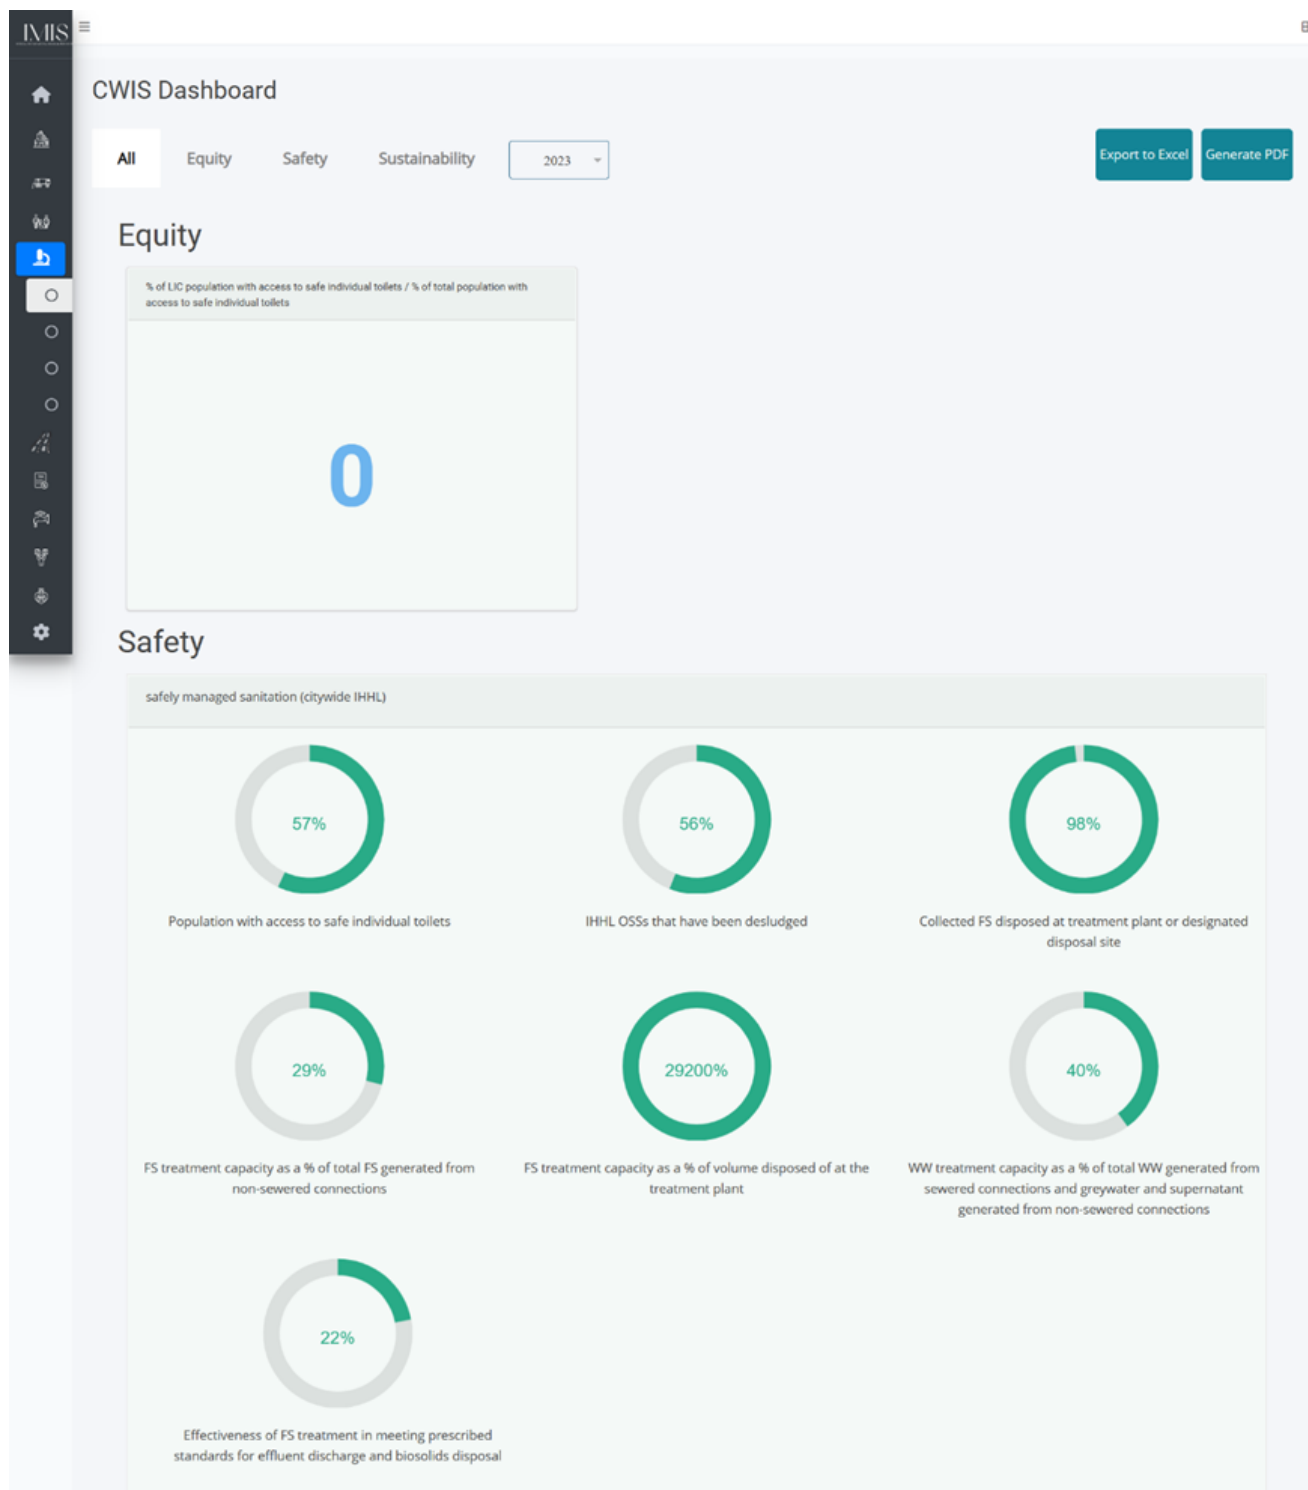 IMIS
CWIS Dashboard
All
Equity
Safety
Sustainability
2023
Export to Excel
Generate PDF
Equity
% of LIC population with access to safe individual toilets / % of total population with
access to safe individual toilets
0
Safety
safely managed sanitation (citywide IHHL)
57%
56%
98%
Population with access to safe individual toilets
IHHL OSSs that have been desludged
Collected FS disposed at treatment plant or designated
disposal site
29%
29200%
40%
FS treatment capacity as a % of total FS generated from
non-sewered connections
FS treatment capacity as a % of volume disposed of at the
treatment plant
WW treatment capacity as a % of total WW generated from
sewered connections and greywater and supernatant
generated from non-sewered connections
22%
Effectiveness of FS treatment in meeting prescribed
standards for effluent discharge and biosolids disposal